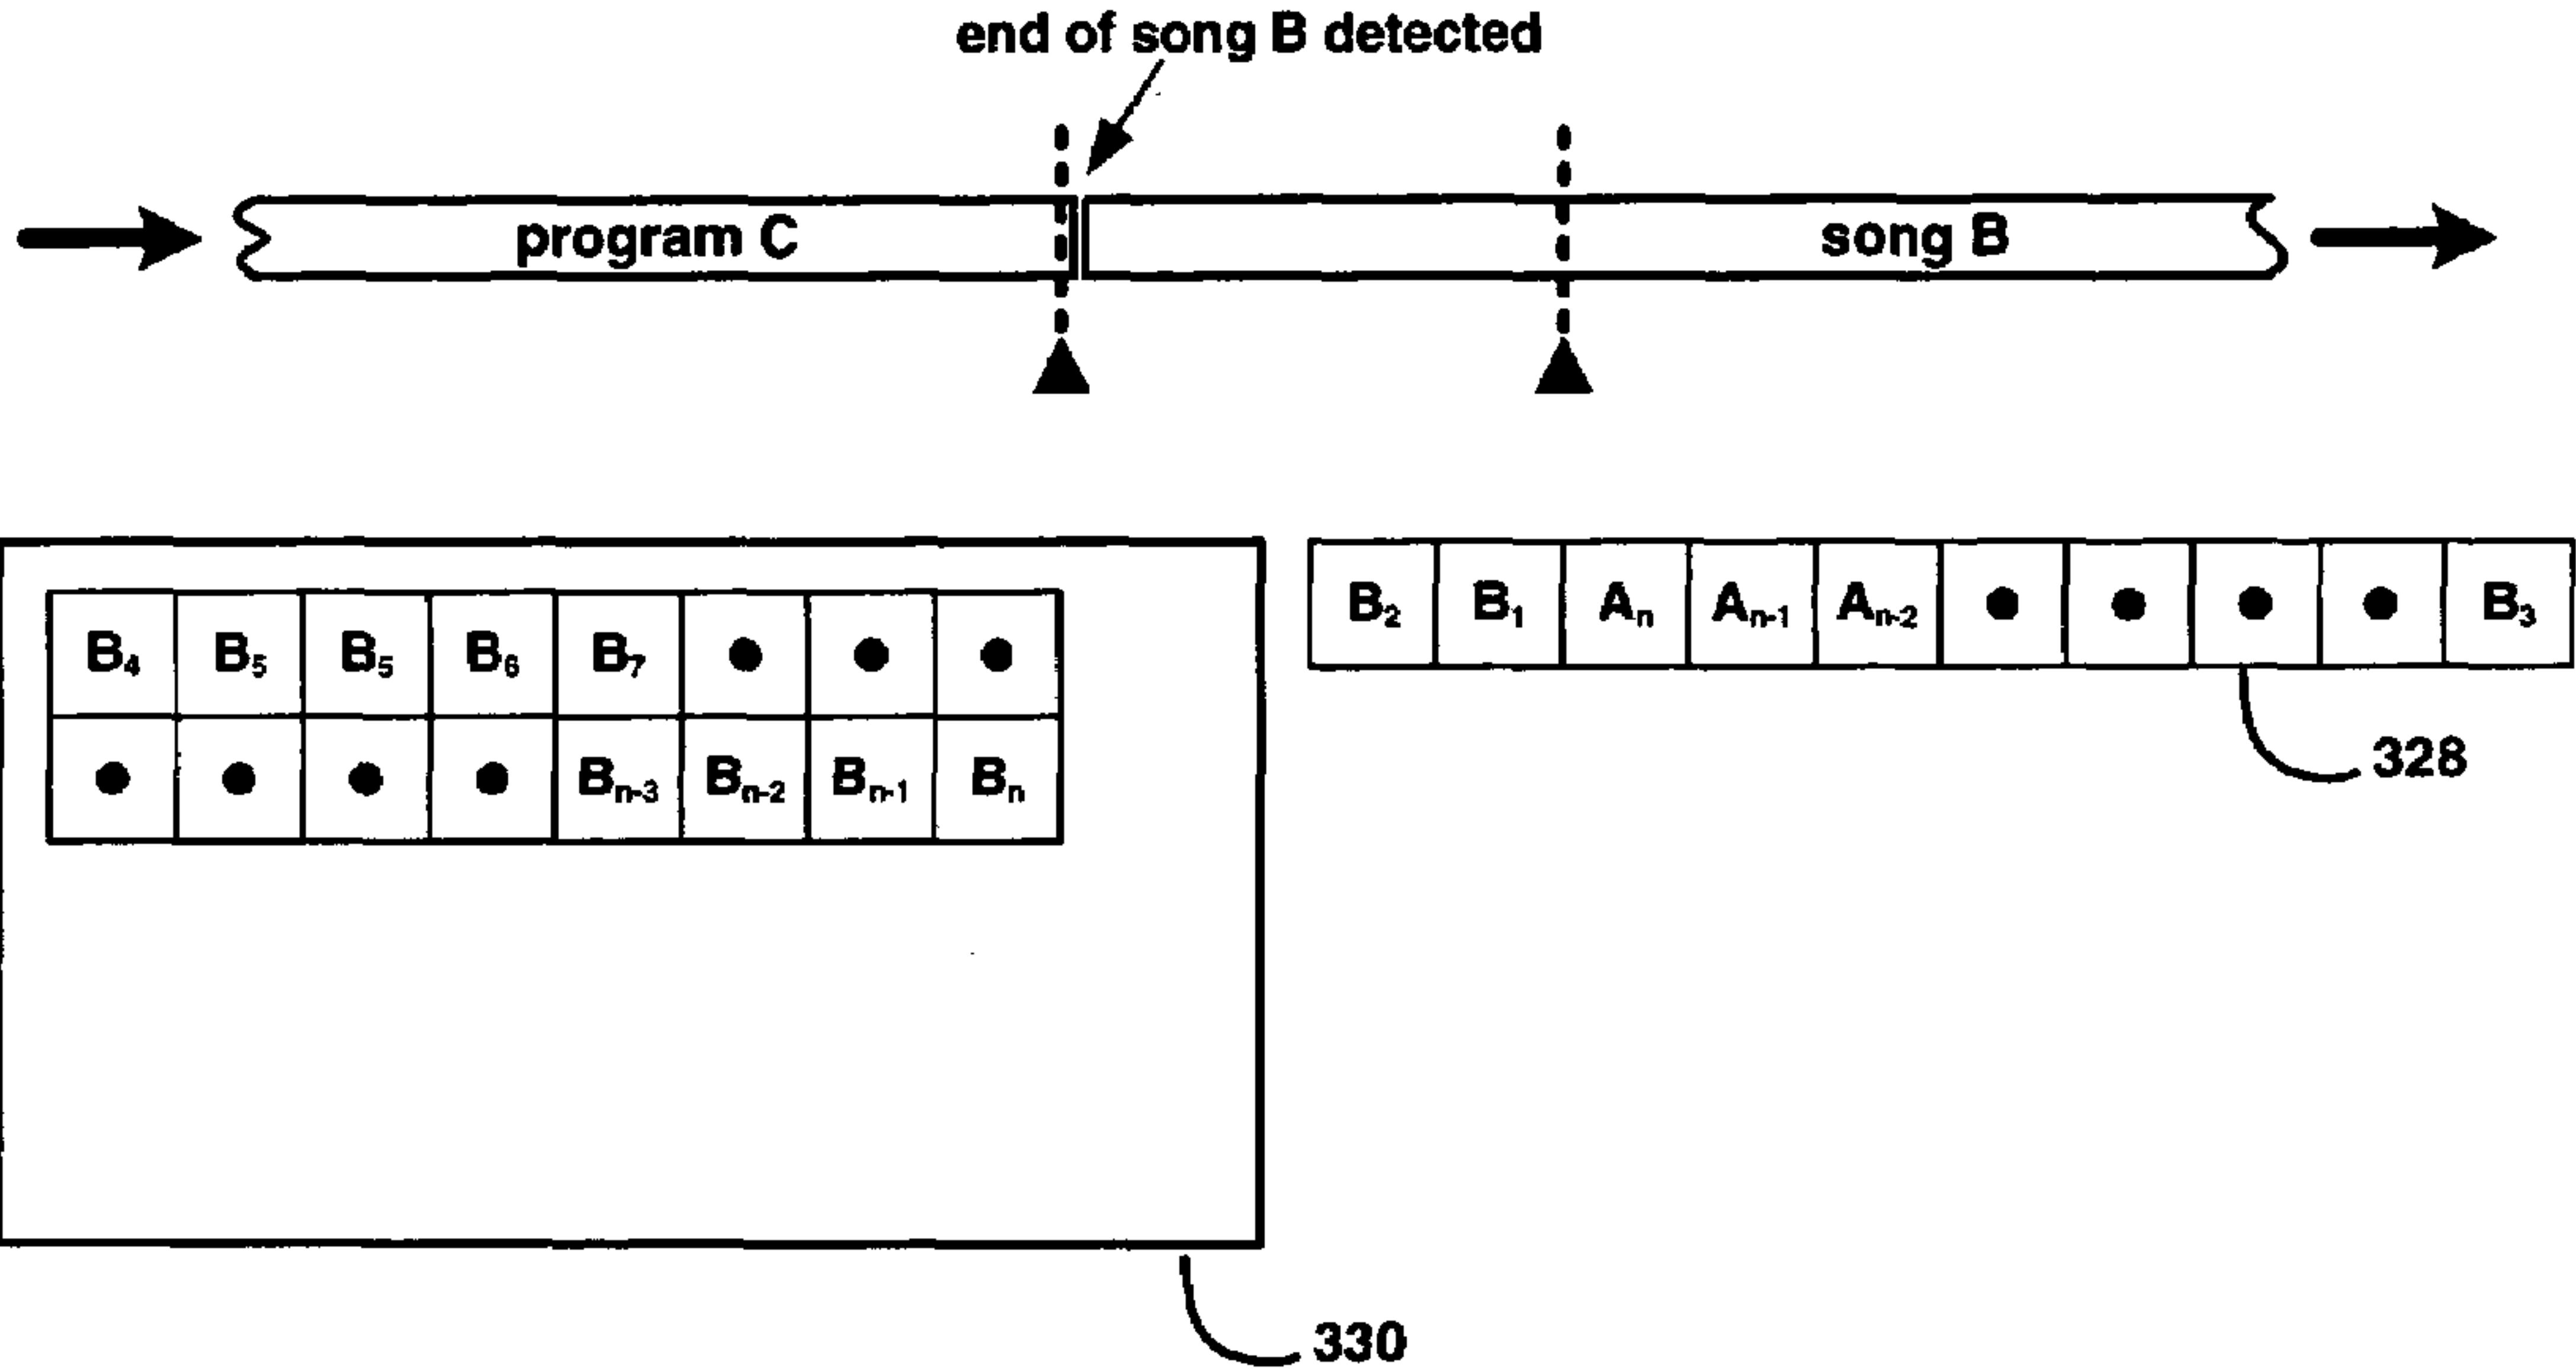 end of song B detected
program C song B
B₂ B₁ Aₙ Aₙ₋₁ Aₙ₋₂ ● ● ● ● B₃
B₄ B₅ B₅ B₆ B₇ ● ● ●
● ● ● ● Bₙ₋₃ Bₙ₋₂ Bₙ₋₁ Bₙ
328
330